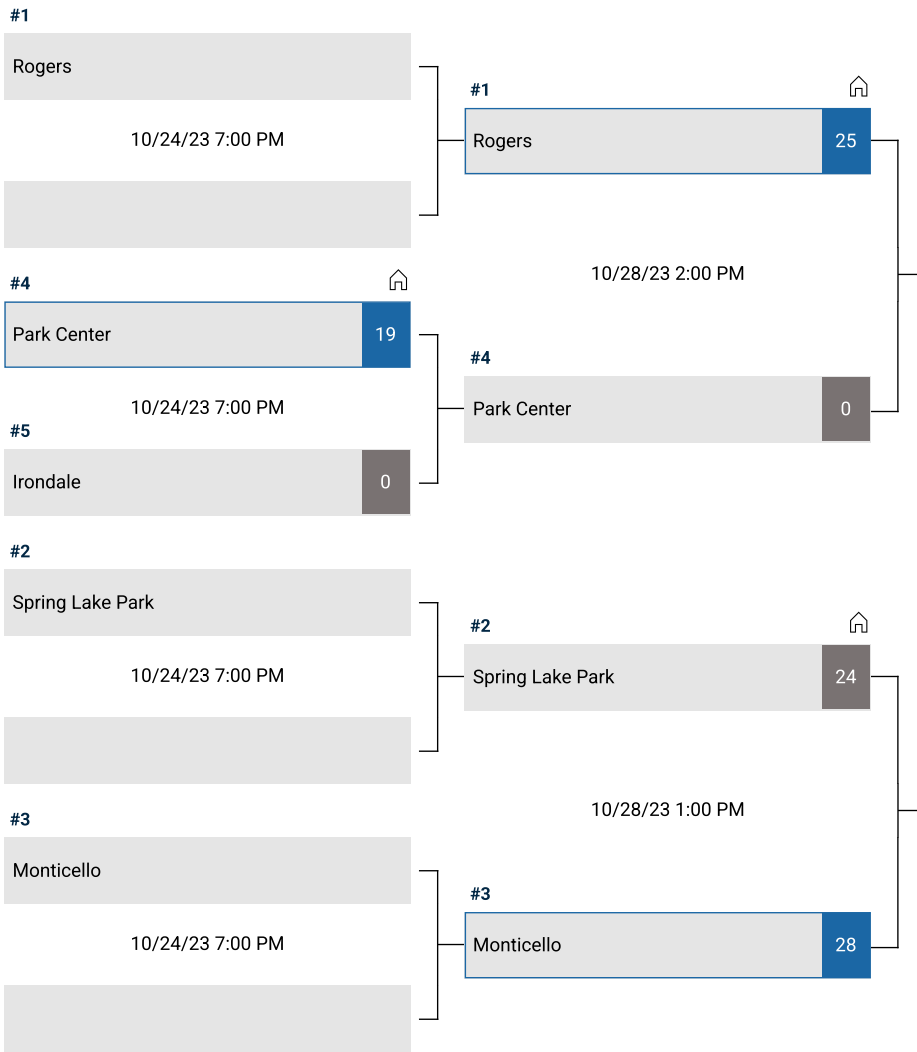 #1
Rogers
10/24/23 7:00 PM
#4
Park Center
19
10/24/23 7:00 PM
#5
Irondale
0
#2
Spring Lake Park
10/24/23 7:00 PM
#3
Monticello
10/24/23 7:00 PM
#1
Rogers
25
10/28/23 2:00 PM
#4
Park Center
0
#2
Spring Lake Park
24
10/28/23 1:00 PM
#3
Monticello
28